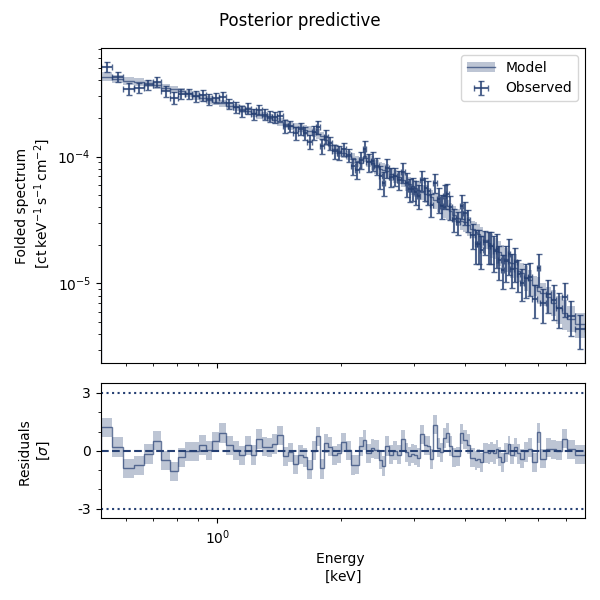 Posterior predictive
Folded spectrum
[ct keV⁻¹ s⁻¹ cm⁻²]
10⁻⁴
10⁻⁵
Model
Observed
Residuals
[σ]
3
0
-3
10⁰
Energy
[keV]